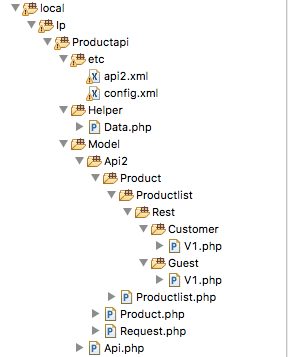 local
Ip
Productapi
etc
api2.xml
config.xml
Helper
Data.php
Model
Api2
Product
Productlist
Rest
Customer
V1.php
Guest
V1.php
Productlist.php
Product.php
Request.php
Api.php